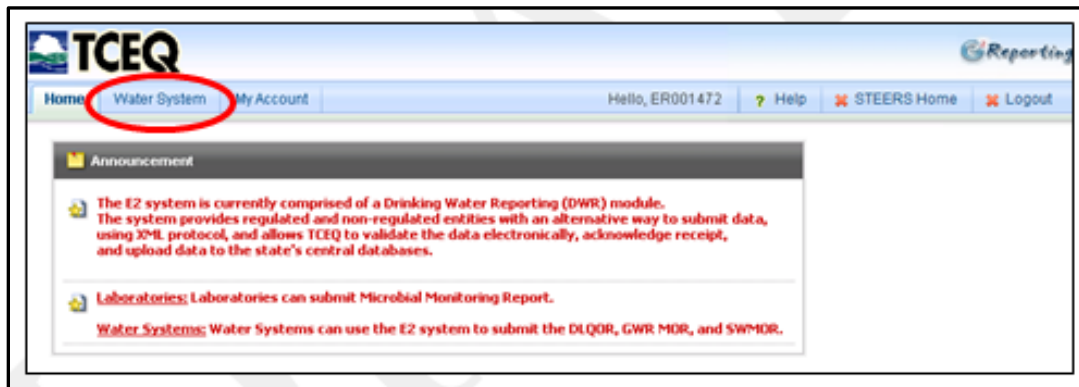 TCEQ
E2 Reporting
Home Water System My Account Hello, ER001472 ? Help STEERS Home Logout
Announcement
The E2 system is currently comprised of a Drinking Water Reporting (DWR) module.
The system provides regulated and non-regulated entities with an alternative way to submit data,
using XML protocol, and allows TCEQ to validate the data electronically, acknowledge receipt,
and upload data to the state's central databases.
Laboratories: Laboratories can submit Microbial Monitoring Report.
Water Systems: Water Systems can use the E2 system to submit the DLQOR, GWR MOR, and SWMOR.